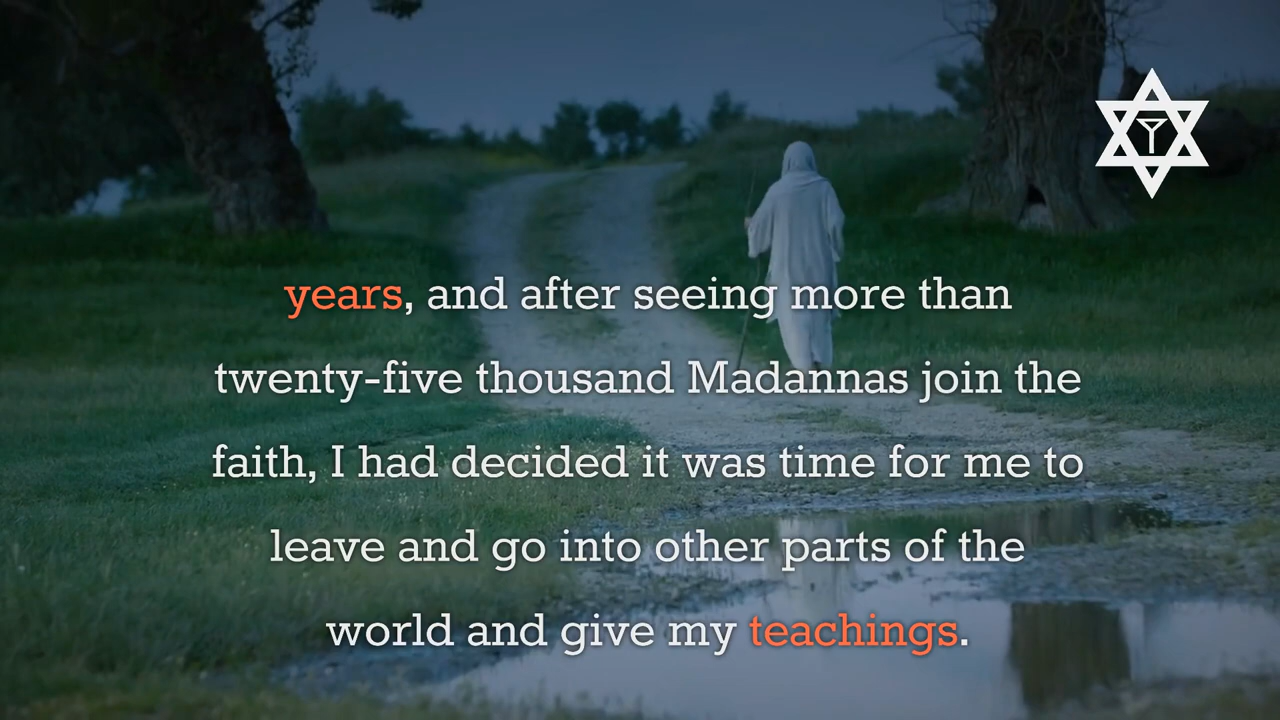 years, and after seeing more than
twenty-five thousand Madannas join the
faith, I had decided it was time for me to
leave and go into other parts of the
world and give my teachings.